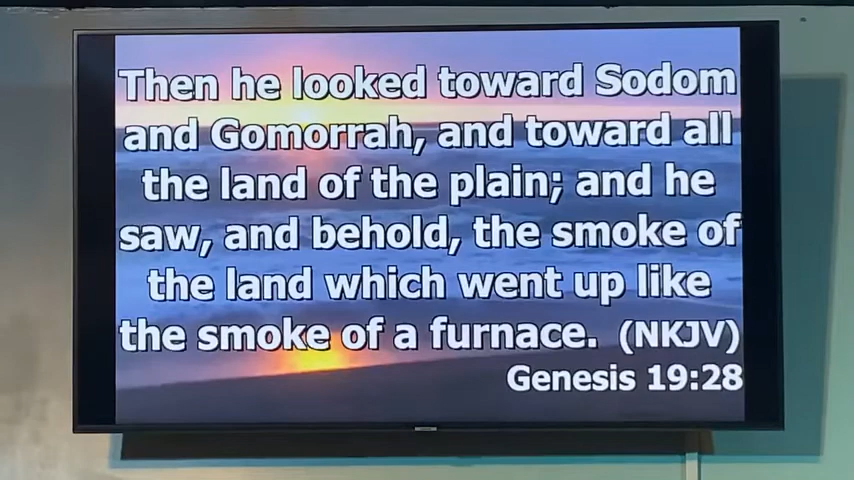 Then he looked toward Sodom
and Gomorrah, and toward all
the land of the plain; and he
saw, and behold, the smoke of
the land which went up like
the smoke of a furnace. (NKJV)
Genesis 19:28